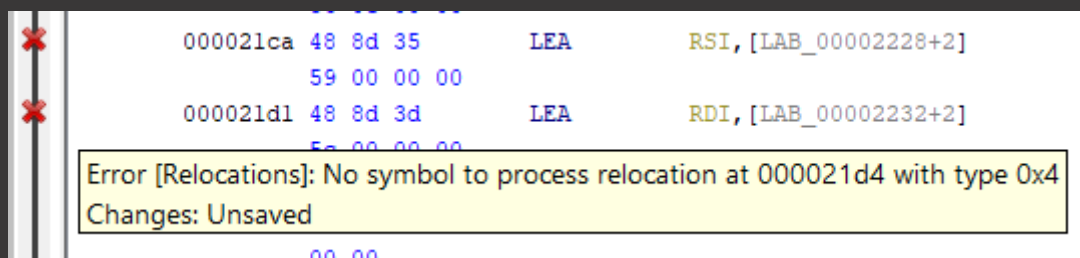 000021ca 48 8d 35 LEA RSI,[LAB_00002228+2]
59 00 00 00
000021d1 48 8d 3d LEA RDI,[LAB_00002232+2]
Error [Relocations]: No symbol to process relocation at 000021d4 with type 0x4
Changes: Unsaved